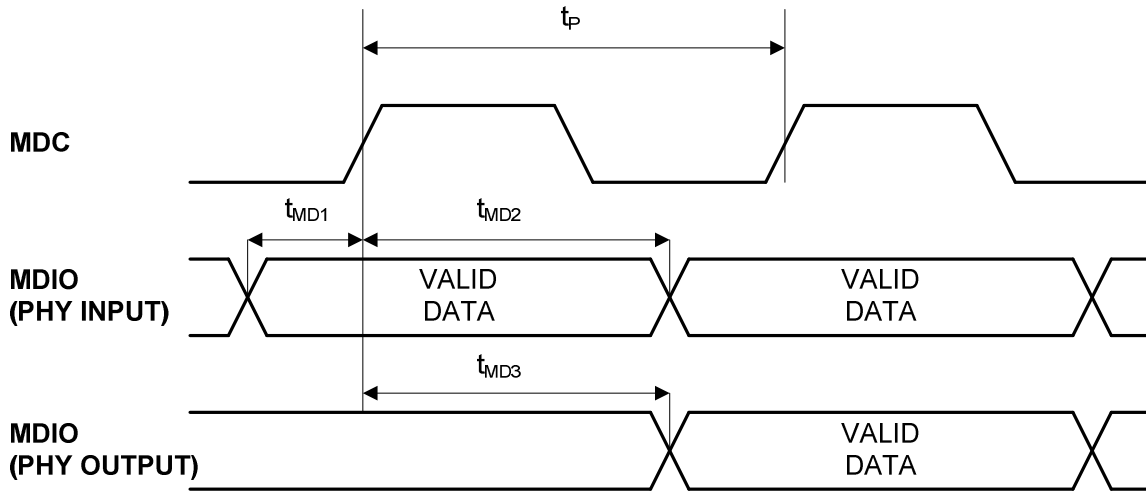 tP
MDC
tMD1
tMD2
MDIO
(PHY INPUT)
VALID
DATA
VALID
DATA
tMD3
MDIO
(PHY OUTPUT)
VALID
DATA